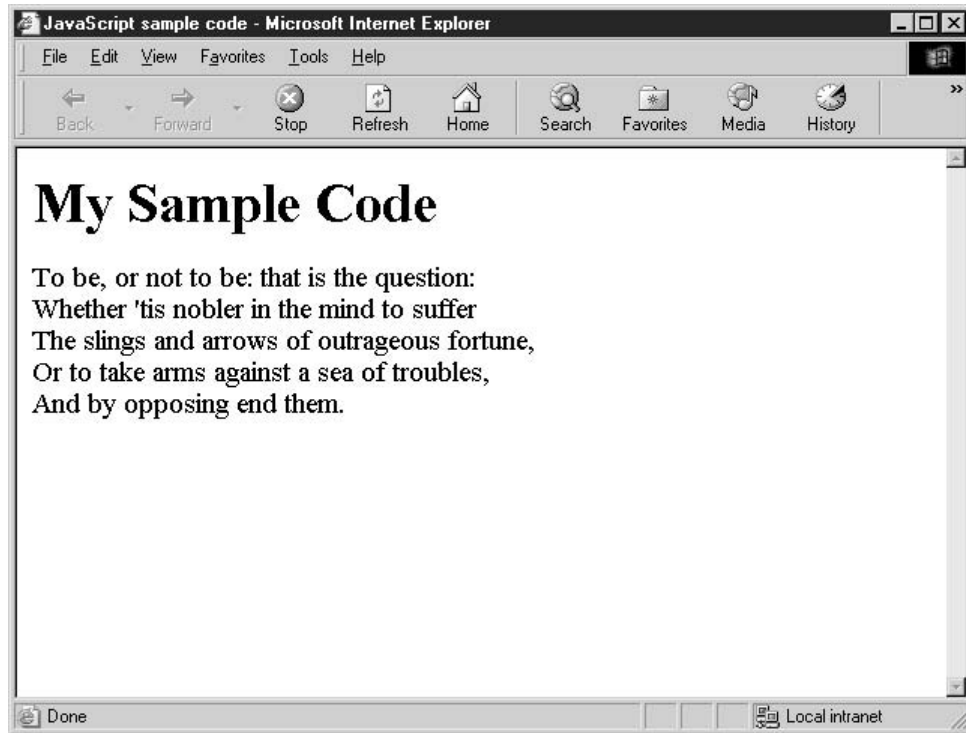 JavaScript sample code - Microsoft Internet Explorer
File Edit View Favorites Tools Help
Back Forward Stop Refresh Home Search Favorites Media History »
My Sample Code
To be, or not to be: that is the question:
Whether 'tis nobler in the mind to suffer
The slings and arrows of outrageous fortune,
Or to take arms against a sea of troubles,
And by opposing end them.
Done Local intranet